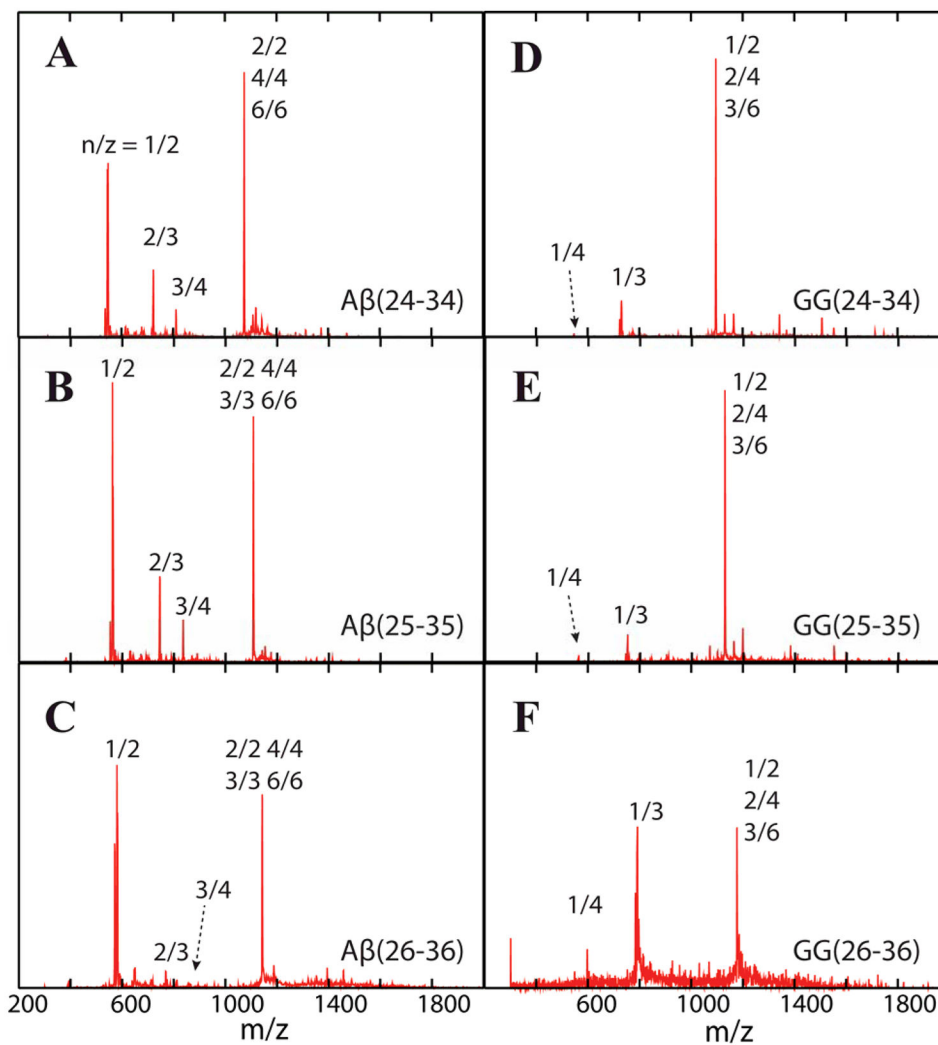 A
n/z = 1/2
2/3
3/4
2/2
4/4
6/6
Aβ(24-34)
D
1/4
1/3
1/2
2/4
3/6
GG(24-34)
B
1/2
2/3
3/4
2/2 4/4
3/3 6/6
Aβ(25-35)
E
1/4
1/3
1/2
2/4
3/6
GG(25-35)
C
1/2
2/3
3/4
2/2 4/4
3/3 6/6
Aβ(26-36)
F
1/4
1/3
1/2
2/4
3/6
GG(26-36)
200 600 1000 1400 1800
600 1000 1400 1800
m/z
m/z